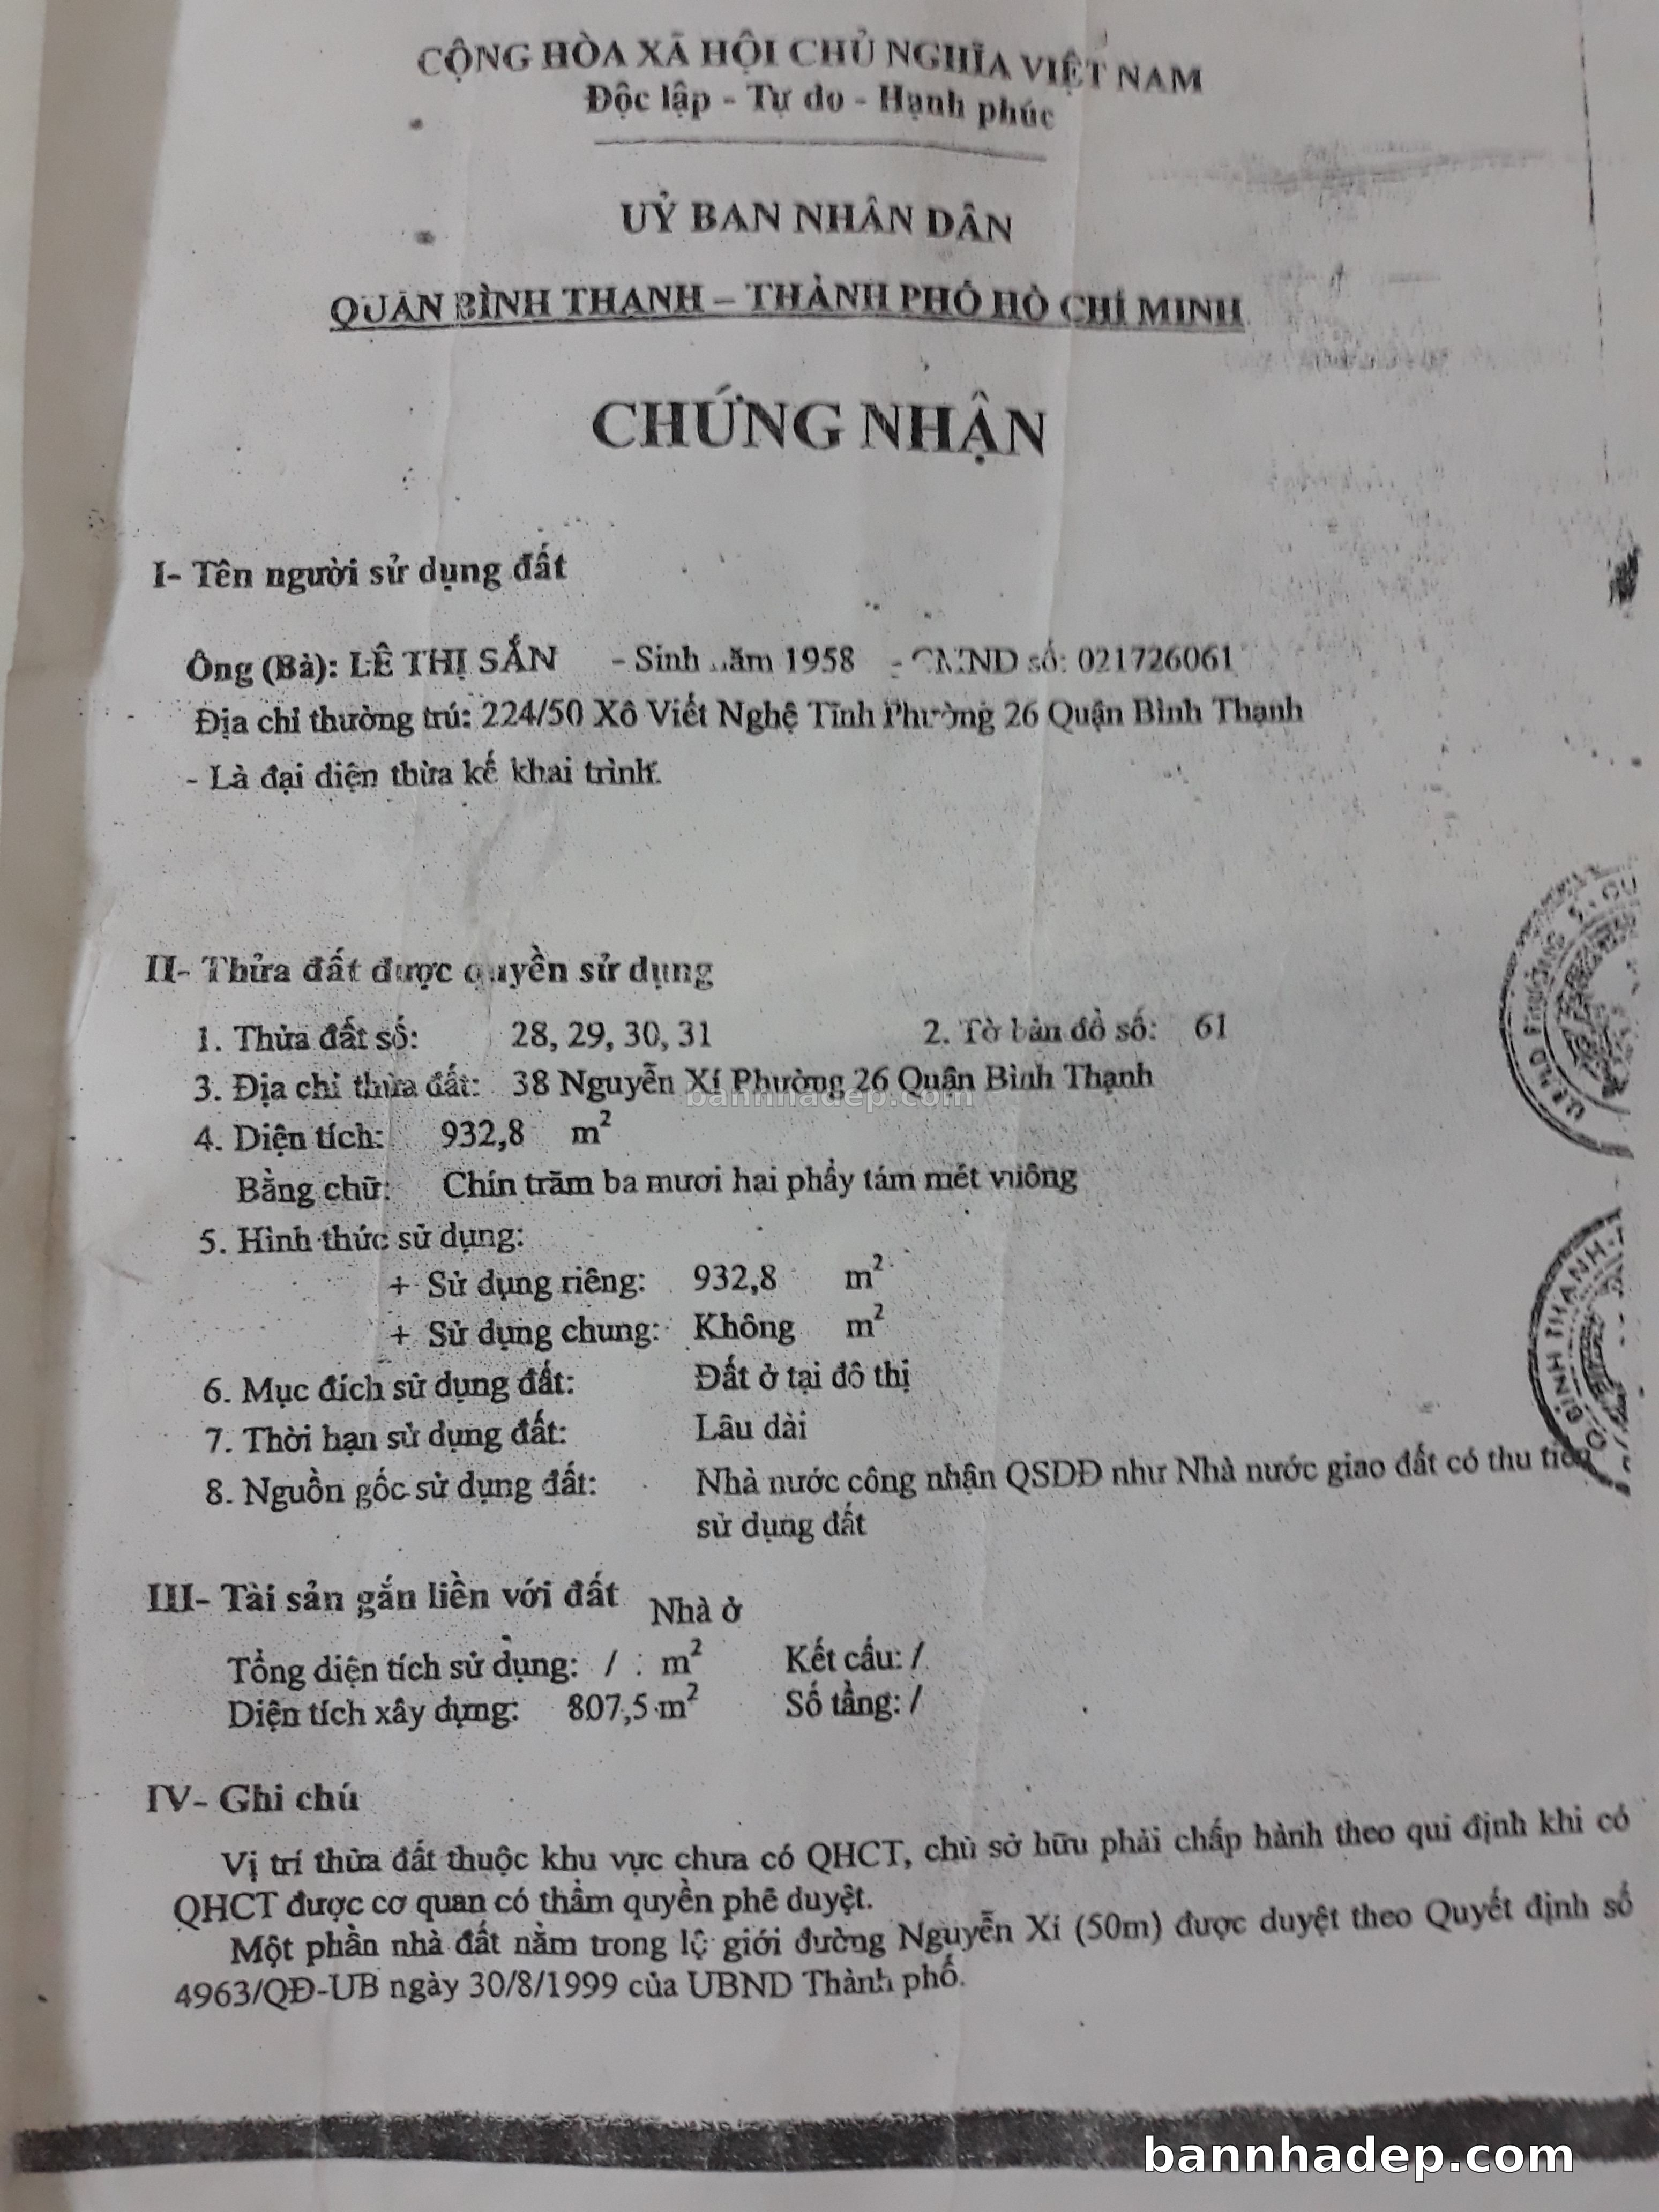 CỘNG HÒA XÃ HỘI CHỦ NGHĨA VIỆT NAM
Độc lập - Tự do - Hạnh phúc
UỶ BAN NHÂN DÂN
QUẬN BÌNH THẠNH – THÀNH PHỐ HỒ CHÍ MINH
CHỨNG NHẬN
I- Tên người sử dụng đất
Ông (Bà): LÊ THỊ SẮN - Sinh năm 1958 - CMND số: 021726061
Địa chỉ thường trú: 224/50 Xô Viết Nghệ Tĩnh Phường 26 Quận Bình Thạnh
- Là đại diện thừa kế khai trình.
II- Thửa đất được quyền sử dụng
1. Thửa đất số: 28, 29, 30, 31 2. Tờ bản đồ số: 61
3. Địa chỉ thửa đất: 38 Nguyễn Xí Phường 26 Quận Bình Thạnh
bannhadep.com
4. Diện tích: 932,8 m²
Bằng chữ: Chín trăm ba mươi hai phẩy tám mét vuông
5. Hình thức sử dụng:
+ Sử dụng riêng: 932,8 m²
+ Sử dụng chung: Không m²
6. Mục đích sử dụng đất: Đất ở tại đô thị
7. Thời hạn sử dụng đất: Lâu dài
8. Nguồn gốc sử dụng đất: Nhà nước công nhận QSDĐ như Nhà nước giao đất có thu tiền
sử dụng đất
III- Tài sản gắn liền với đất Nhà ở
Tổng diện tích sử dụng: / m² Kết cấu: /
Diện tích xây dựng: 807,5 m² Số tầng: /
IV- Ghi chú
Vị trí thửa đất thuộc khu vực chưa có QHCT, chủ sở hữu phải chấp hành theo qui định khi có
QHCT được cơ quan có thẩm quyền phê duyệt.
Một phần nhà đất nằm trong lộ giới đường Nguyễn Xí (50m) được duyệt theo Quyết định số
4963/QĐ-UB ngày 30/8/1999 của UBND Thành phố.
U.BND Phường
Q. BÌNH THẠNH
bannhadep.com